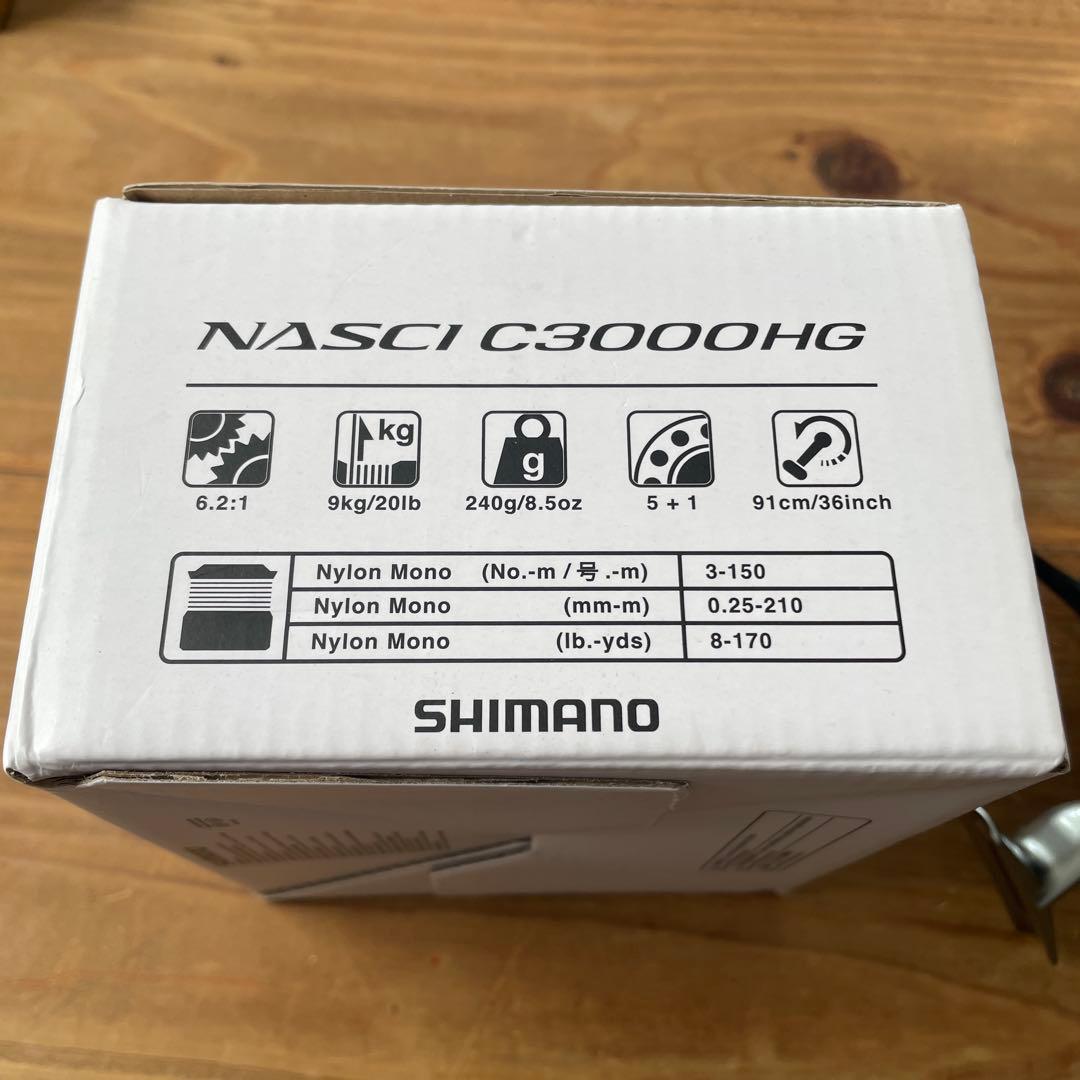 NASCI C3000HG
kg g
6.2:1 9kg/20lb 240g/8.5oz 5 + 1 91cm/36inch
Nylon Mono (No.-m / 号.-m) 3-150
Nylon Mono (mm-m) 0.25-210
Nylon Mono (lb.-yds) 8-170
SHIMANO